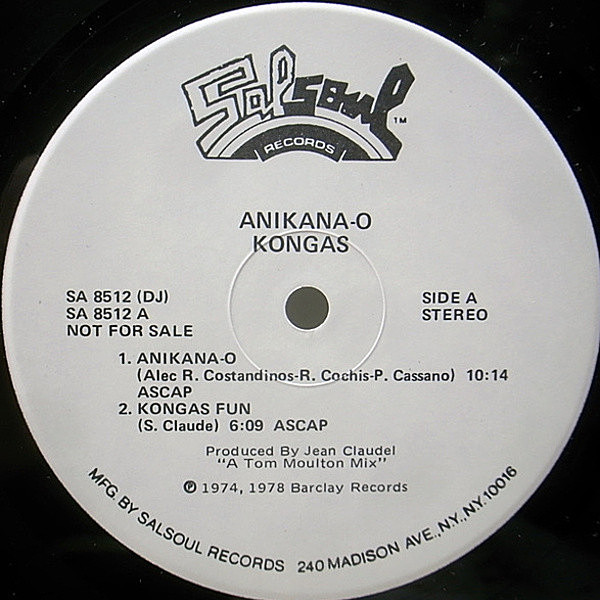 Salsoul TM
RECORDS
ANIKANA-O
KONGAS
SA 8512 (DJ)
SA 8512 A
NOT FOR SALE
SIDE A
STEREO
1. ANIKANA-O
(Alec R. Costandinos-R. Cochis-P. Cassano) 10:14
ASCAP
2. KONGAS FUN
(S. Claude) 6:09 ASCAP
Produced By Jean Claudel
"A Tom Moulton Mix"
℗ 1974, 1978 Barclay Records
MFG. BY SALSOUL RECORDS 240 MADISON AVE., N.Y., N.Y. 10016